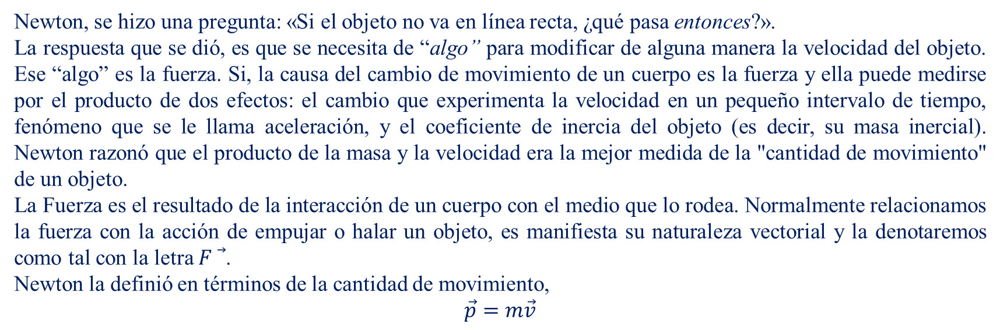 Newton, se hizo una pregunta: «Si el objeto no va en línea recta, ¿qué pasa entonces?».
La respuesta que se dió, es que se necesita de “algo” para modificar de alguna manera la velocidad del objeto.
Ese “algo” es la fuerza. Si, la causa del cambio de movimiento de un cuerpo es la fuerza y ella puede medirse
por el producto de dos efectos: el cambio que experimenta la velocidad en un pequeño intervalo de tiempo,
fenómeno que se le llama aceleración, y el coeficiente de inercia del objeto (es decir, su masa inercial).
Newton razonó que el producto de la masa y la velocidad era la mejor medida de la "cantidad de movimiento"
de un objeto.
La Fuerza es el resultado de la interacción de un cuerpo con el medio que lo rodea. Normalmente relacionamos
la fuerza con la acción de empujar o halar un objeto, es manifiesta su naturaleza vectorial y la denotaremos
como tal con la letra F ⃗.
Newton la definió en términos de la cantidad de movimiento,
p⃗ = mv⃗